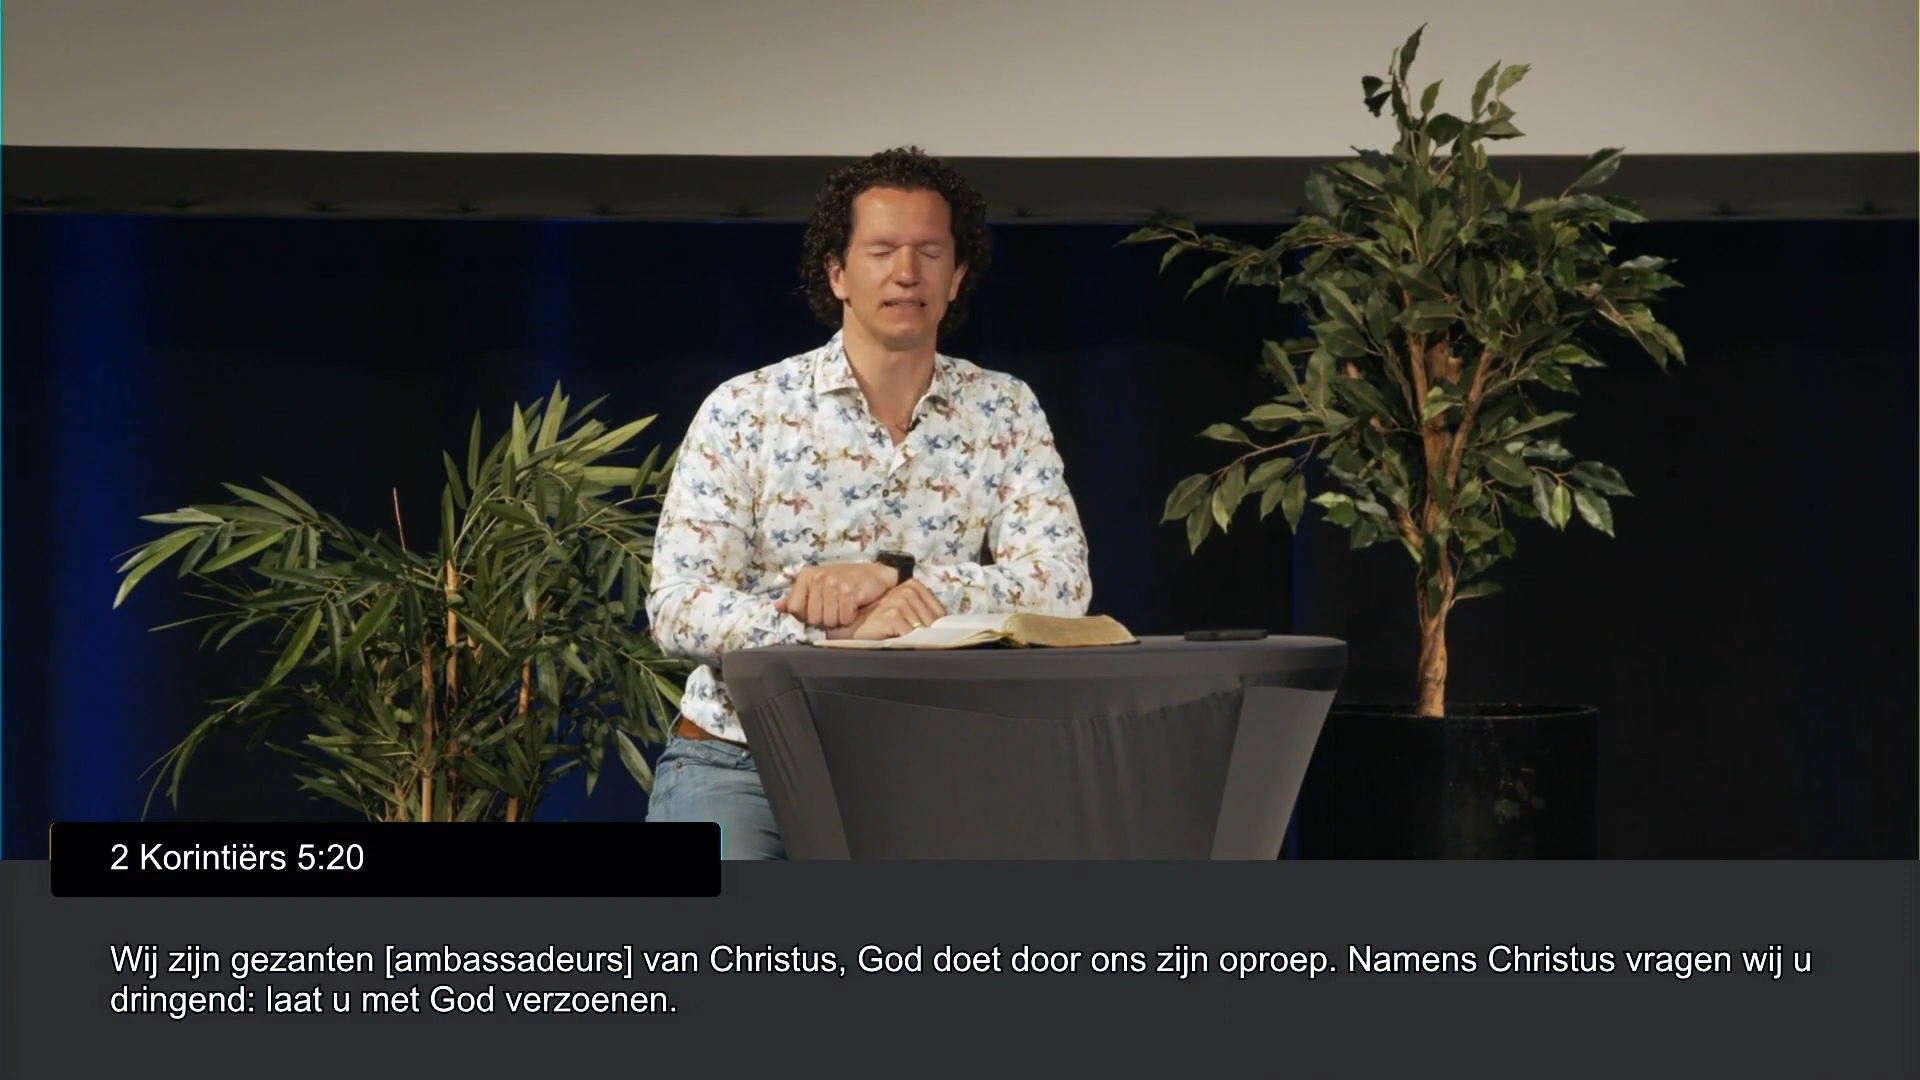 2 Korintiërs 5:20
Wij zijn gezanten [ambassadeurs] van Christus, God doet door ons zijn oproep. Namens Christus vragen wij u
dringend: laat u met God verzoenen.